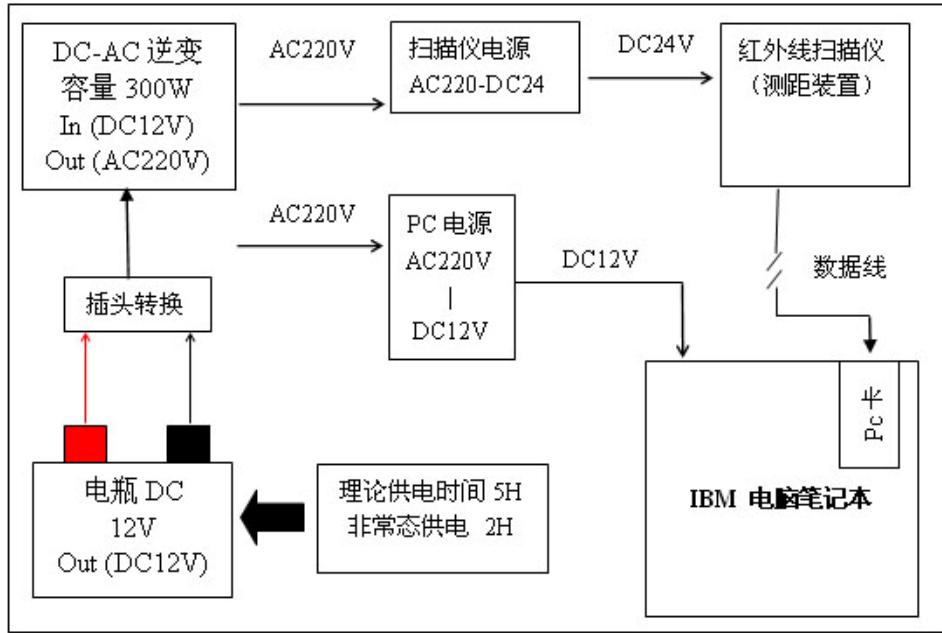 DC-AC 逆变
容量 300W
In (DC12V)
Out (AC220V)
AC220V
扫描仪电源
AC220-DC24
DC24V
红外线扫描仪
（测距装置）
AC220V
PC 电源
AC220V
|
DC12V
DC12V
数据线
插头转换
Pc 卡
IBM 电脑笔记本
电瓶 DC
12V
Out (DC12V)
理论供电时间 5H
非常态供电 2H